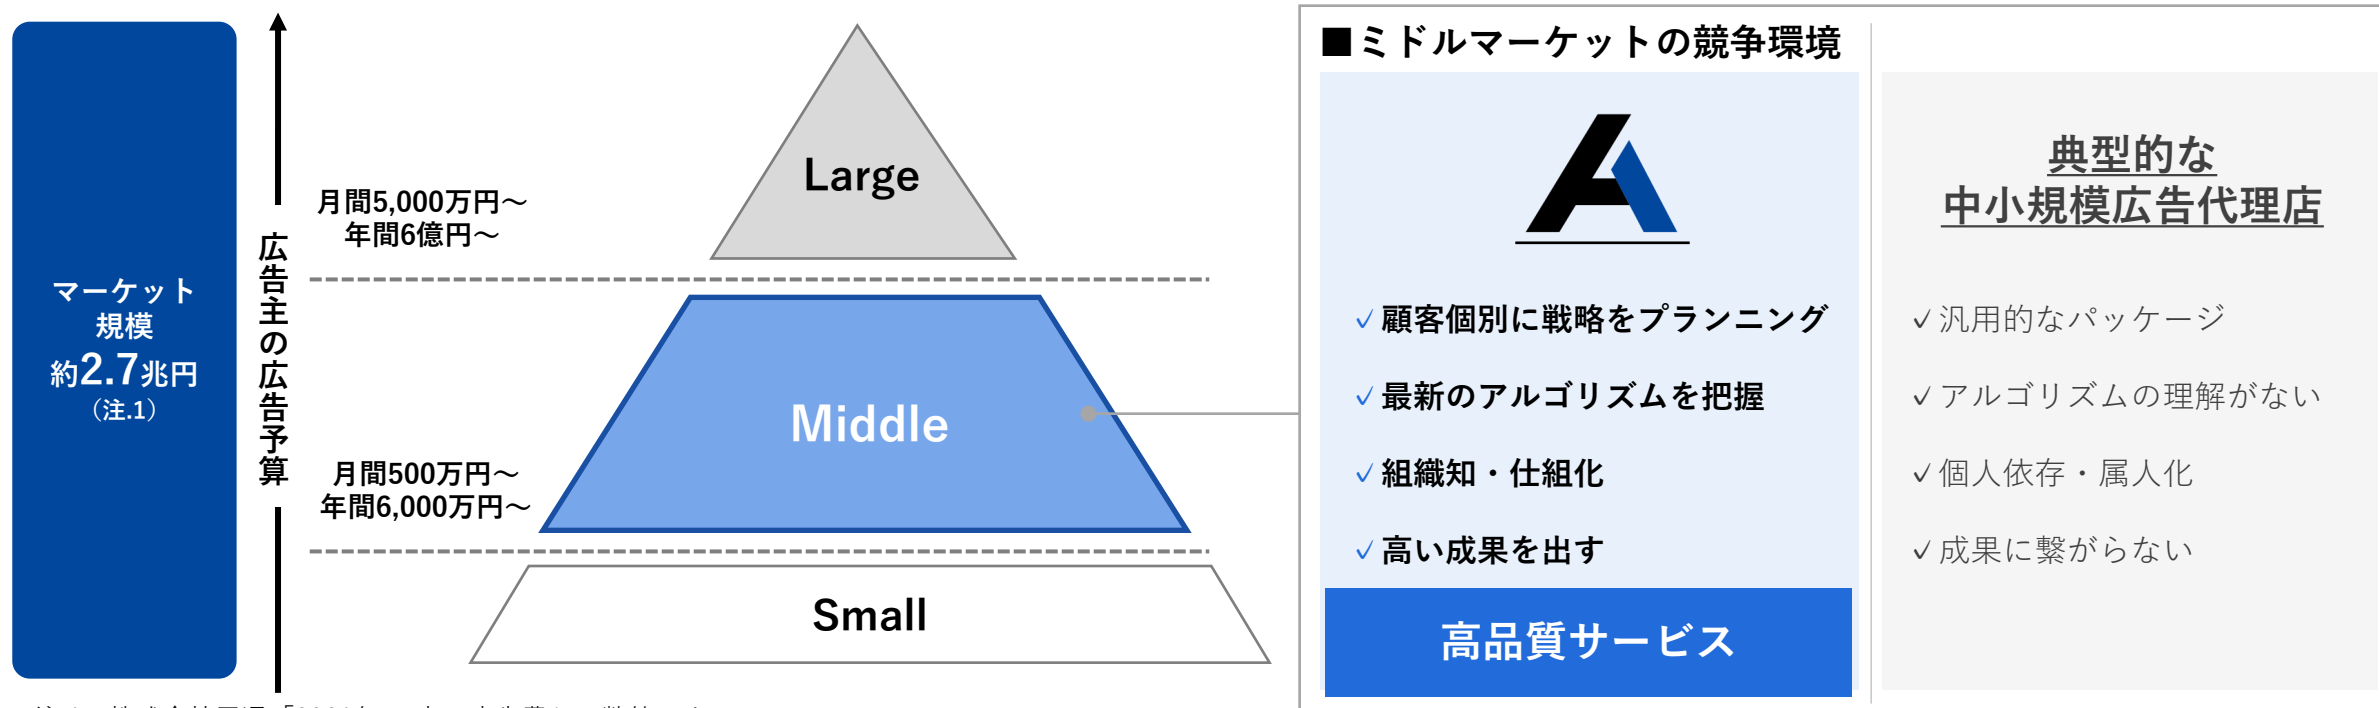 マーケット
規模
約2.7兆円
（注.1）
広告主の広告予算
月間5,000万円～
年間6億円～
月間500万円～
年間6,000万円～
Large
Middle
Small
■ミドルマーケットの競争環境
✓顧客個別に戦略をプランニング
✓最新のアルゴリズムを把握
✓組織知・仕組化
✓高い成果を出す
高品質サービス
典型的な
中小規模広告代理店
✓汎用的なパッケージ
✓アルゴリズムの理解がない
✓個人依存・属人化
✓成果に繋がらない